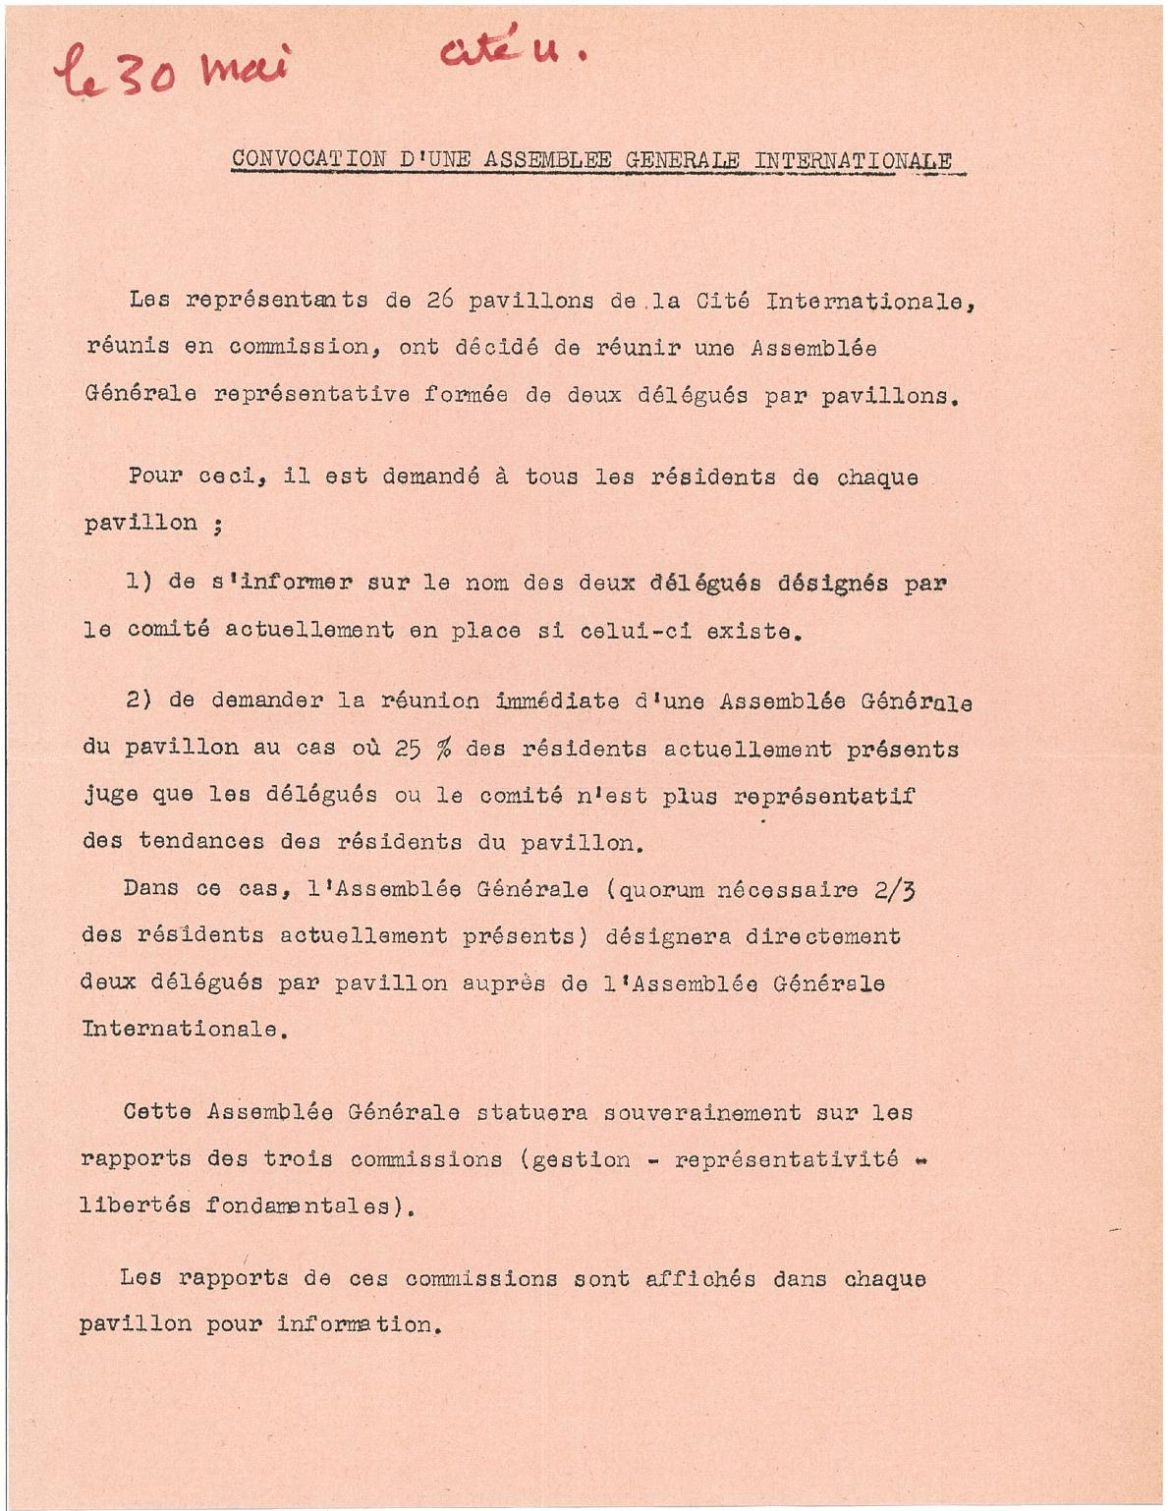 le 30 mai cité u.
CONVOCATION D'UNE ASSEMBLEE GENERALE INTERNATIONALE
Les représentants de 26 pavillons de la Cité Internationale,
réunis en commission, ont décidé de réunir une Assemblée
Générale représentative formée de deux délégués par pavillons.
Pour ceci, il est demandé à tous les résidents de chaque
pavillon ;
1) de s'informer sur le nom des deux délégués désignés par
le comité actuellement en place si celui-ci existe.
2) de demander la réunion immédiate d'une Assemblée Générale
du pavillon au cas où 25 % des résidents actuellement présents
juge que les délégués ou le comité n'est plus représentatif
des tendances des résidents du pavillon.
Dans ce cas, l'Assemblée Générale (quorum nécessaire 2/3
des résidents actuellement présents) désignera directement
deux délégués par pavillon auprès de l'Assemblée Générale
Internationale.
Cette Assemblée Générale statuera souverainement sur les
rapports des trois commissions (gestion - représentativité -
libertés fondamentales).
Les rapports de ces commissions sont affichés dans chaque
pavillon pour information.